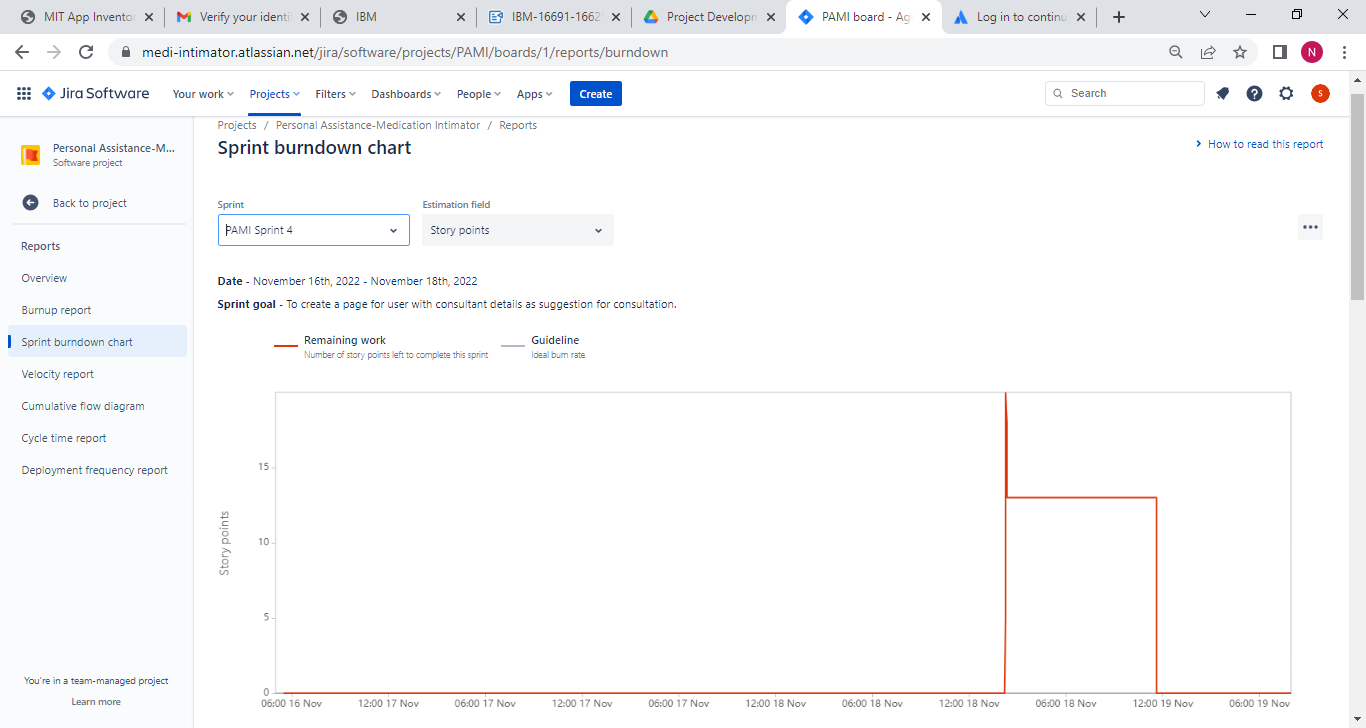 MIT App Inventor
Verify your identi
IBM
IBM-16691-1662
Project Developm
PAMI board - Ag
Log in to continu
medi-intimator.atlassian.net/jira/software/projects/PAMI/boards/1/reports/burndown
N
Jira Software
Your work
Projects
Filters
Dashboards
People
Apps
Create
Search
S
Personal Assistance-M...
Software project
Back to project
Reports
Overview
Burnup report
Sprint burndown chart
Velocity report
Cumulative flow diagram
Cycle time report
Deployment frequency report
You're in a team-managed project
Learn more
Projects / Personal Assistance-Medication Intimator / Reports
Sprint burndown chart
How to read this report
Sprint
Estimation field
PAMI Sprint 4
Story points
Date - November 16th, 2022 - November 18th, 2022
Sprint goal - To create a page for user with consultant details as suggestion for consultation.
Remaining work
Number of story points left to complete this sprint
Guideline
Ideal burn rate
Story points
15
10
5
0
06:00 16 Nov
12:00 17 Nov
06:00 17 Nov
12:00 17 Nov
06:00 17 Nov
12:00 18 Nov
06:00 18 Nov
12:00 18 Nov
06:00 18 Nov
12:00 19 Nov
06:00 19 Nov